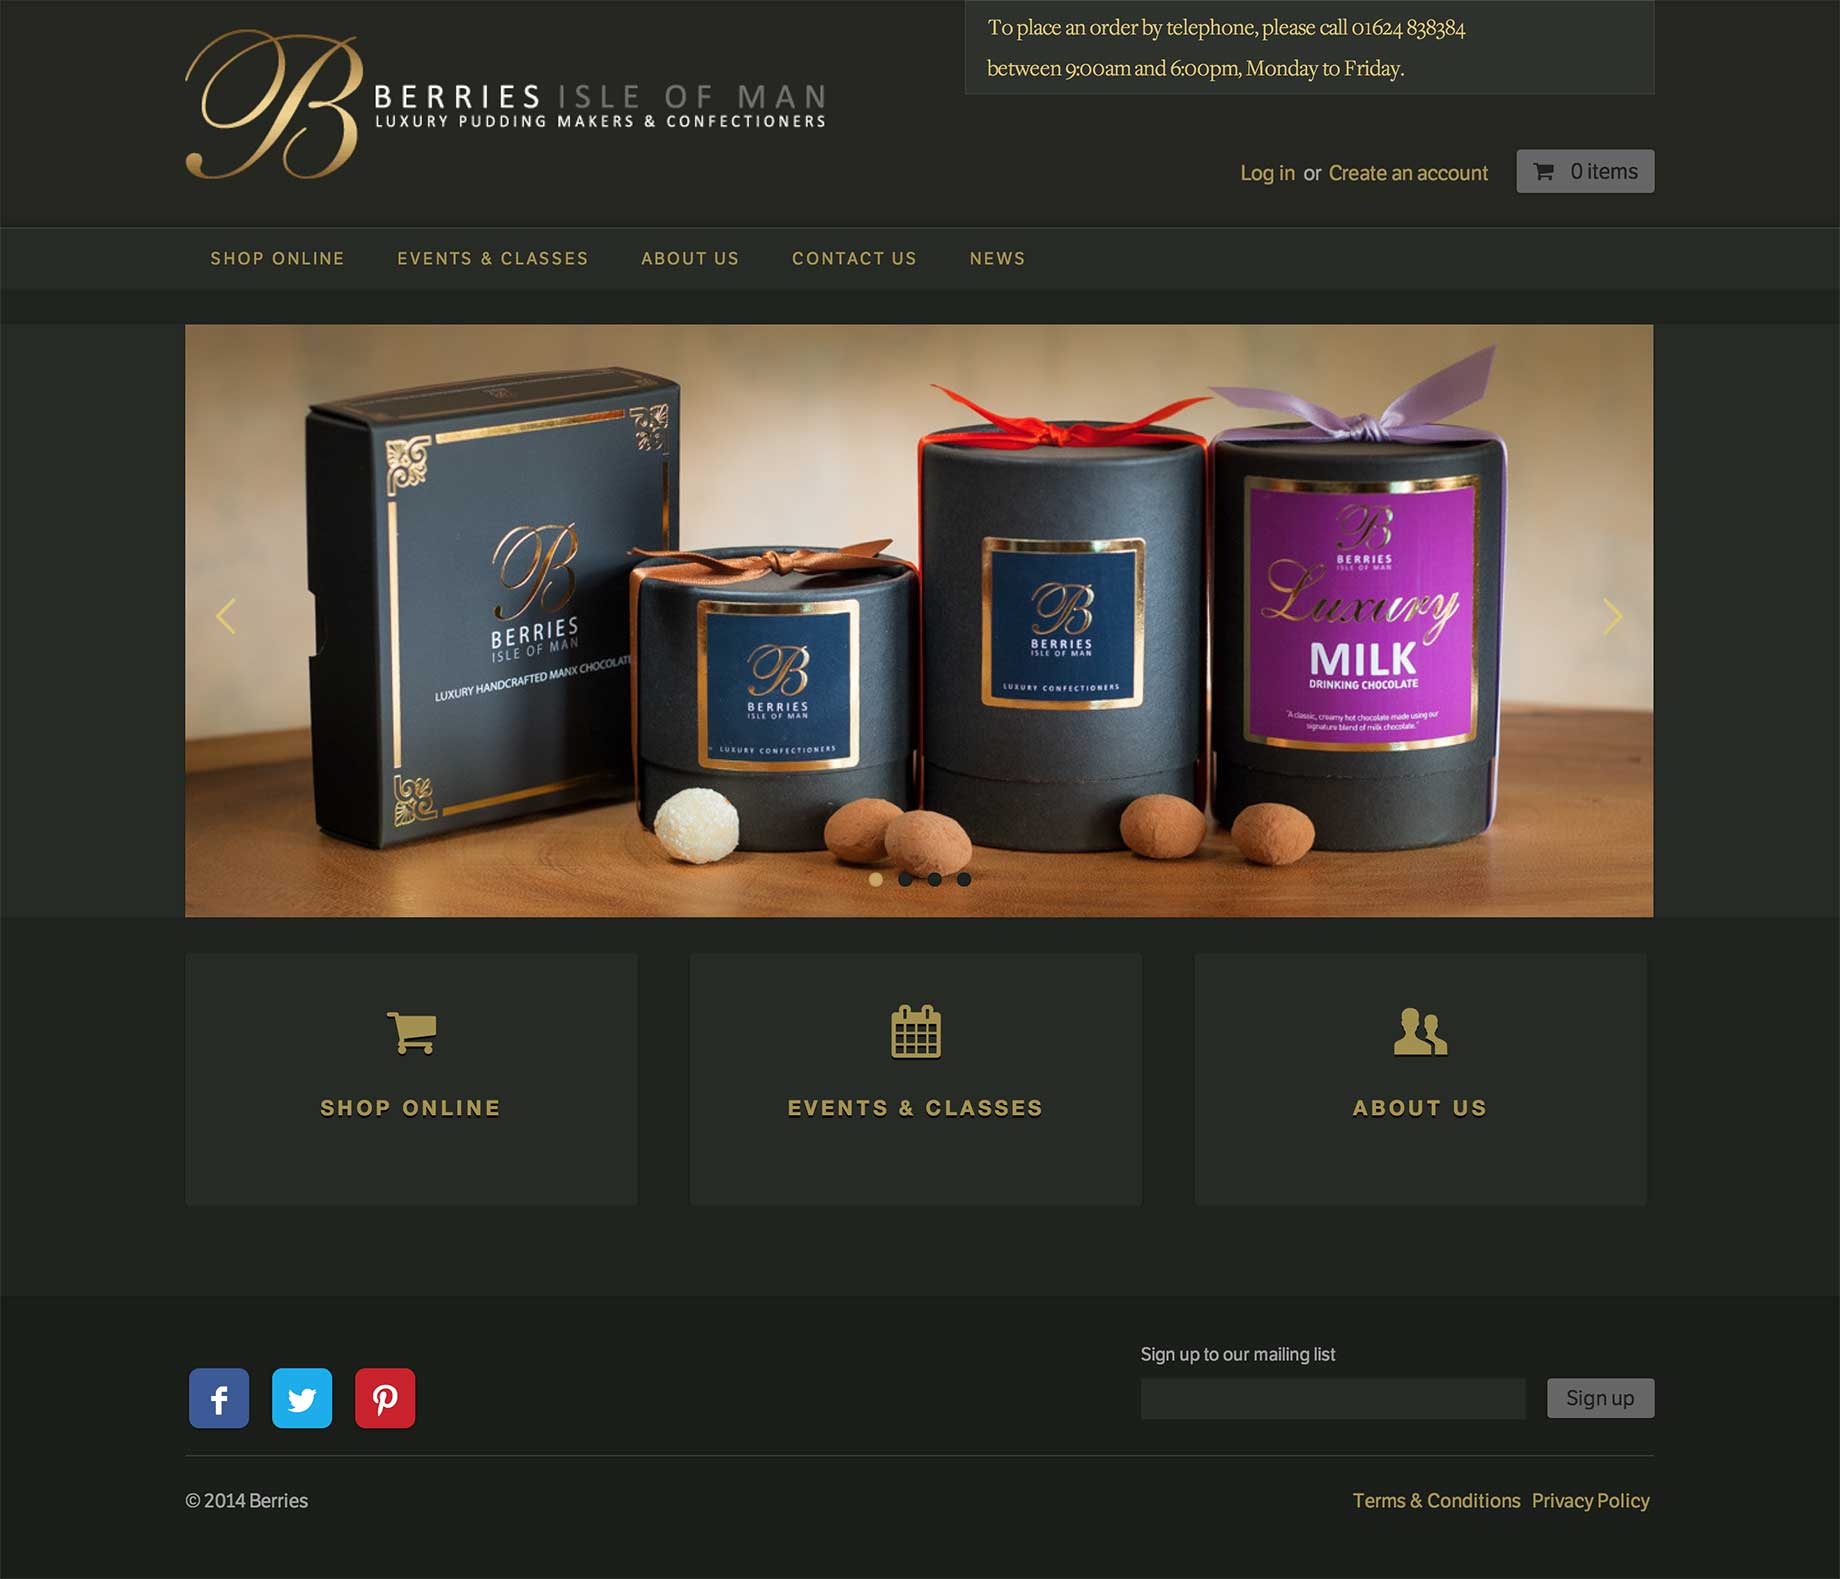 To place an order by telephone, please call 01624 838384
between 9:00am and 6:00pm, Monday to Friday.
B
BERRIES ISLE OF MAN
LUXURY PUDDING MAKERS & CONFECTIONERS
Log in or Create an account
0 items
SHOP ONLINE EVENTS & CLASSES ABOUT US CONTACT US NEWS
B
BERRIES
ISLE OF MAN
LUXURY HANDCRAFTED MANX CHOCOLATE
B
BERRIES
ISLE OF MAN
LUXURY CONFECTIONERS
B
BERRIES
ISLE OF MAN
LUXURY CONFECTIONERS
B
BERRIES
ISLE OF MAN
Luxury
MILK
DRINKING CHOCOLATE
"A classic, creamy hot chocolate made using our
signature blend of milk chocolate."
SHOP ONLINE
EVENTS & CLASSES
ABOUT US
Sign up to our mailing list
Sign up
© 2014 Berries
Terms & Conditions Privacy Policy